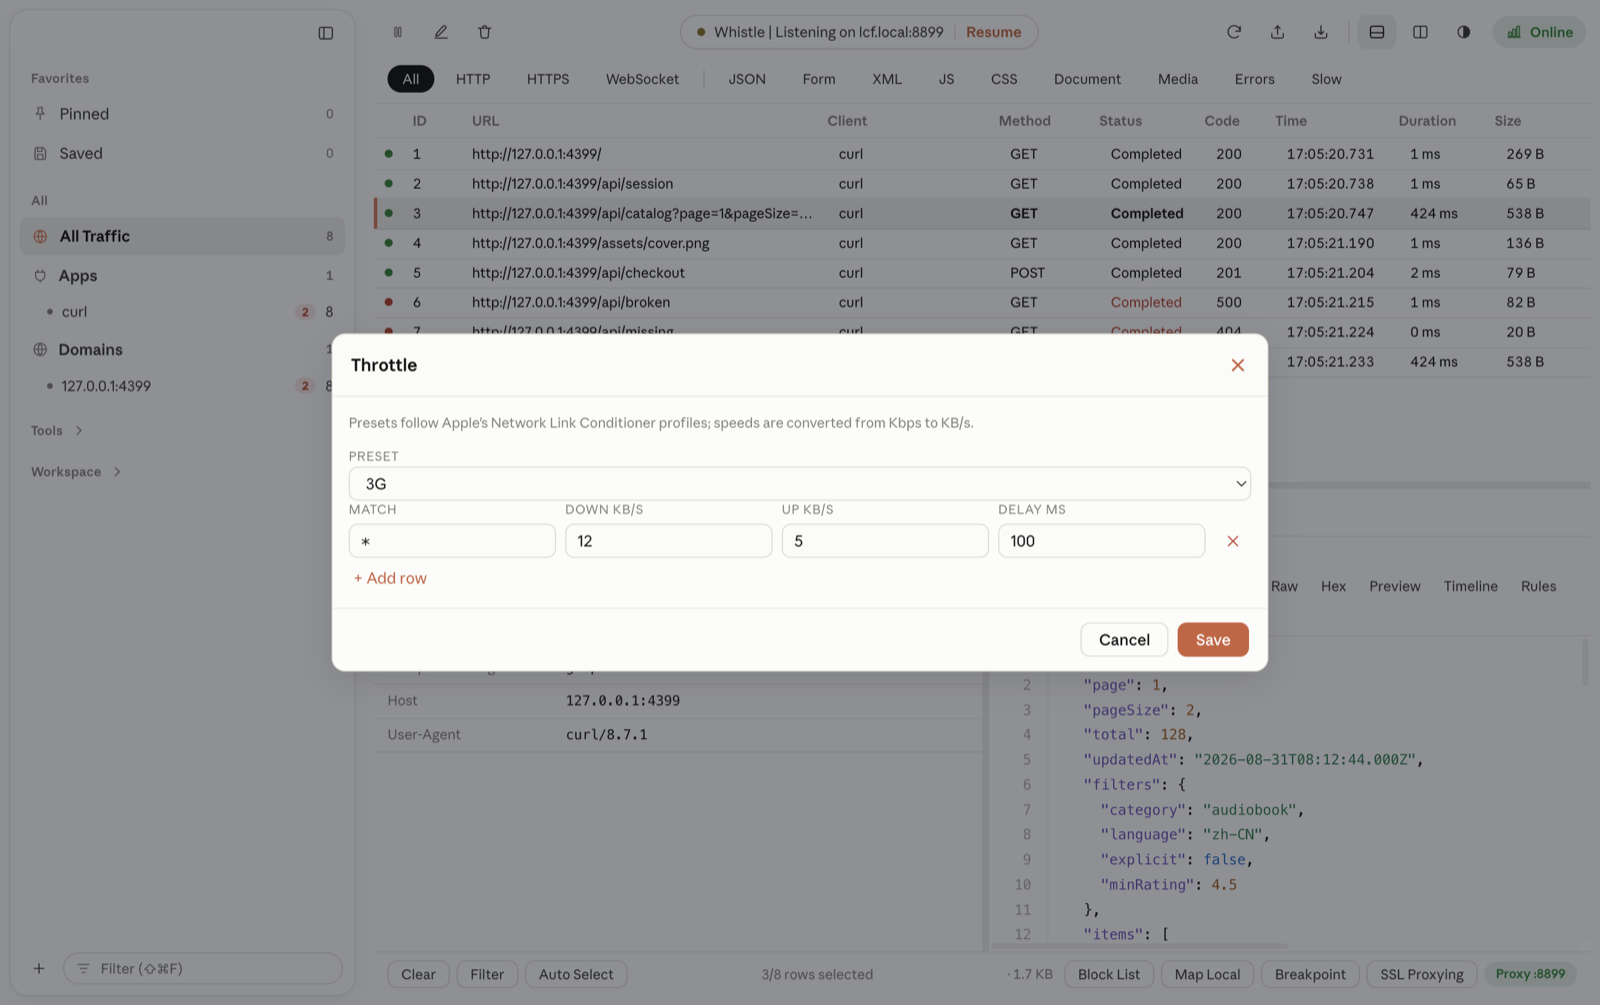 Whistle | Listening on lcf.local:8899 Resume
Online
Favorites
Pinned 0
Saved 0
All
All Traffic 8
Apps 1
curl 2 8
Domains 1
127.0.0.1:4399 2 8
Tools
Workspace
Filter (⇧⌘F)
All HTTP HTTPS WebSocket JSON Form XML JS CSS Document Media Errors Slow
ID URL Client Method Status Code Time Duration Size
1 http://127.0.0.1:4399/ curl GET Completed 200 17:05:20.731 1 ms 269 B
2 http://127.0.0.1:4399/api/session curl GET Completed 200 17:05:20.738 1 ms 65 B
3 http://127.0.0.1:4399/api/catalog?page=1&pageSize=... curl GET Completed 200 17:05:20.747 424 ms 538 B
4 http://127.0.0.1:4399/assets/cover.png curl GET Completed 200 17:05:21.190 1 ms 136 B
5 http://127.0.0.1:4399/api/checkout curl POST Completed 201 17:05:21.204 2 ms 79 B
6 http://127.0.0.1:4399/api/broken curl GET Completed 500 17:05:21.215 1 ms 82 B
7 http://127.0.0.1:4399/api/missing curl GET Completed 404 17:05:21.224 0 ms 20 B
17:05:21.233 424 ms 538 B
Throttle
Presets follow Apple's Network Link Conditioner profiles; speeds are converted from Kbps to KB/s.
PRESET
3G
MATCH DOWN KB/S UP KB/S DELAY MS
* 12 5 100
+ Add row
Cancel Save
Raw Hex Preview Timeline Rules
Host 127.0.0.1:4399
User-Agent curl/8.7.1
2 "page": 1,
3 "pageSize": 2,
4 "total": 128,
5 "updatedAt": "2026-08-31T08:12:44.000Z",
6 "filters": {
7 "category": "audiobook",
8 "language": "zh-CN",
9 "explicit": false,
10 "minRating": 4.5
11 },
12 "items": [
Clear Filter Auto Select 3/8 rows selected · 1.7 KB Block List Map Local Breakpoint SSL Proxying Proxy :8899